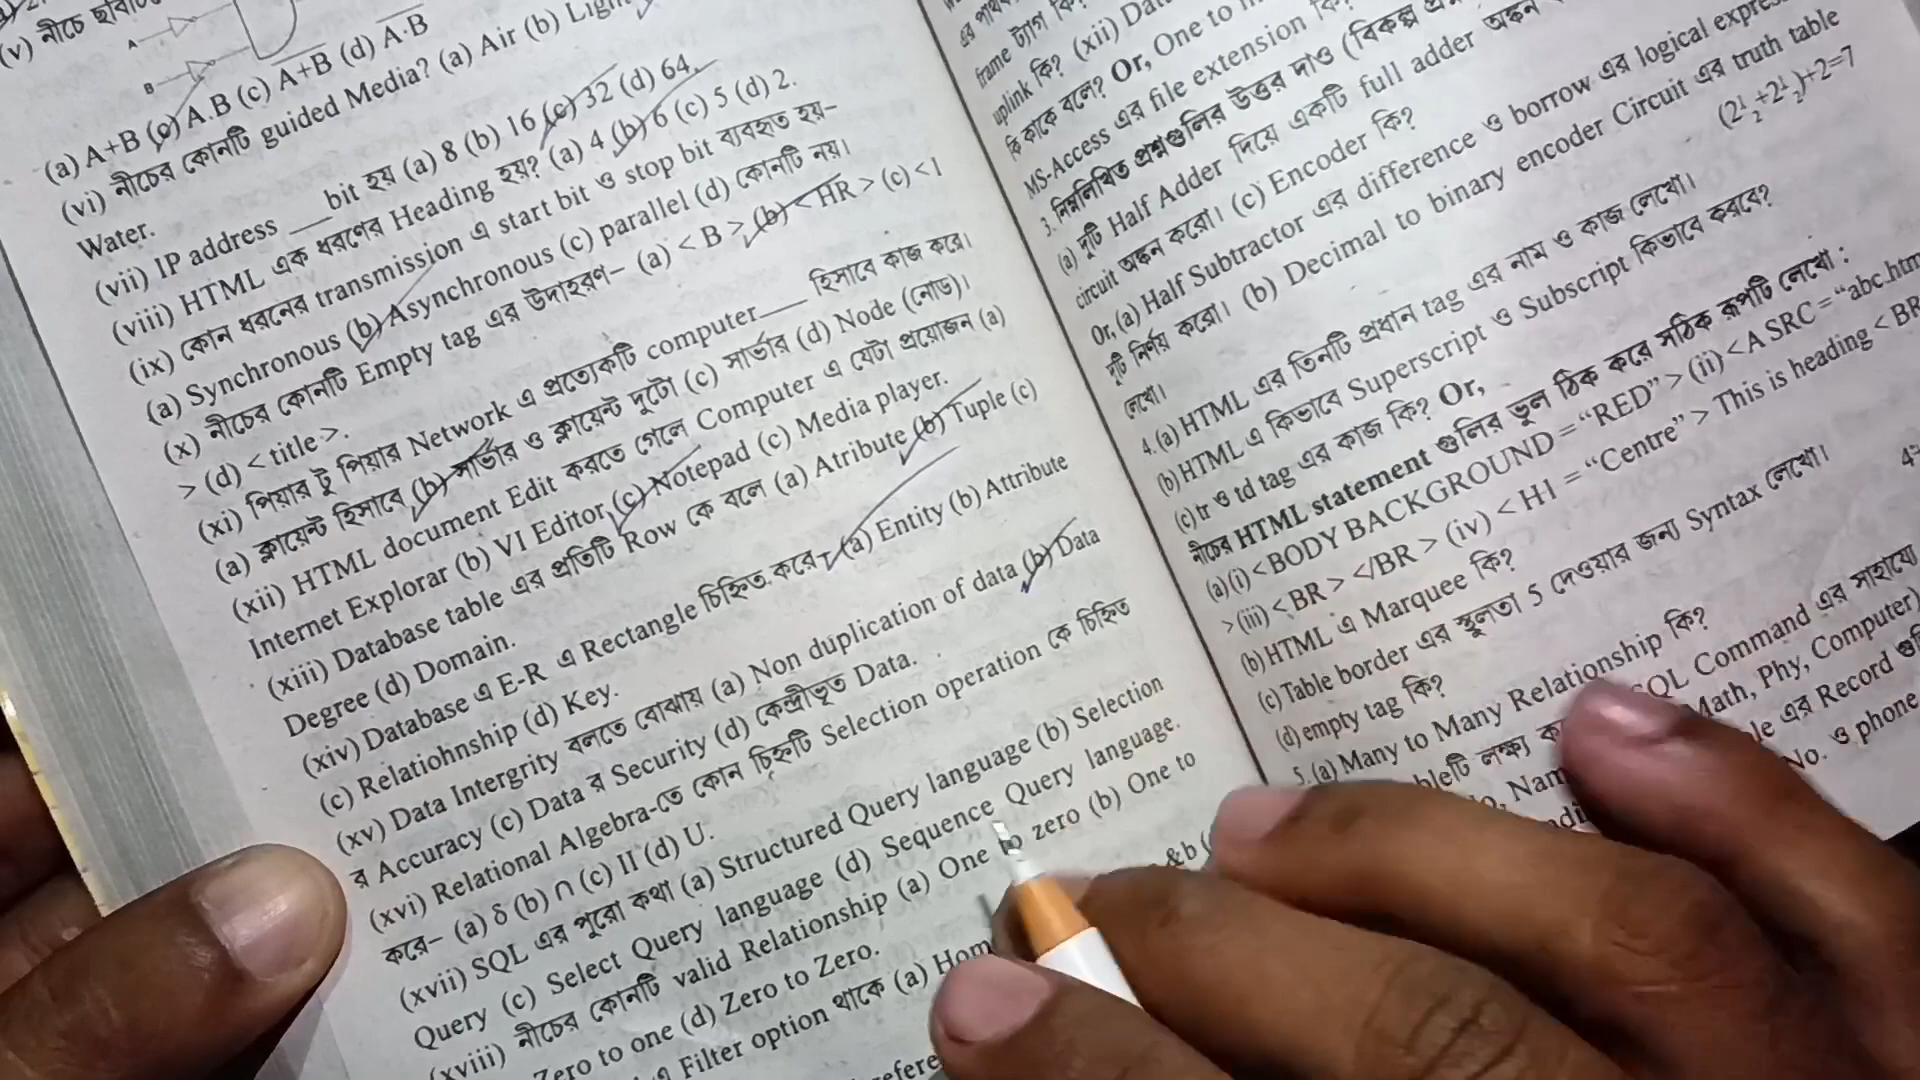 (v) নীচে
A
B
(a) A+B (b) A.B (c) A+B (d) A·B
(vi) নীচের কোনটি guided Media? (a) Air (b)
Water.
(vii) IP address ___ bit হয় (a) 8 (b) 16 (c) 32 (d) 64.
(viii) HTML এক ধরণের Heading হয়? (a) 4 (b) 6 (c) 5 (d) 2.
(ix) কোন ধরনের transmission এ start bit ও stop bit ব্যবহৃত হয়–
(a) Synchronous (b) Asynchronous (c) parallel (d) কোনটি নয়।
(x) নীচের কোনটি Empty tag এর উদাহরণ– (a) < B > (b) < HR > (c) < I
> (d) < title >.
(xi) পিয়ার টু পিয়ার Network এ প্রত্যেকটি computer___ হিসাবে কাজ করে।
(a) ক্লায়েন্ট হিসাবে (b) সার্ভার ও ক্লায়েন্ট দুটো (c) সার্ভার (d) Node (নোড)।
(xii) HTML document Edit করতে গেলে Computer এ যেটা প্রয়োজন (a)
Internet Explorar (b) VI Editor (c) Notepad (c) Media player.
(xiii) Database table এর প্রতিটি Row কে বলে (a) Atribute (b) Tuple (c)
Degree (d) Domain.
(xiv) Database এ E-R এ Rectangle চিহ্নিত করে– (a) Entity (b) Attribute
(c) Relatiohnship (d) Key.
(xv) Data Intergrity বলতে বোঝায় (a) Non duplication of data (b) Data
র Accuracy (c) Data র Security (d) কেন্দ্রীভূত Data.
(xvi) Relational Algebra-তে কোন চিহ্নটি Selection operation কে চিহ্নিত
করে– (a) δ (b) ∩ (c) II (d) U.
(xvii) SQL এর পুরো কথা (a) Structured Query language (b) Selection
Query (c) Select Query language (d) Sequence Query language.
(xviii) নীচের কোনটি valid Relationship (a) One to zero (b) One to
Zero to one (d) Zero to Zero.
Filter option থাকে (a)
frame ট্যাগ কি?
uplink কি? (xii)
কি কাকে বলে? Or, One to
MS-Access এর file extension কি?
3. নিম্নলিখিত প্রশ্নগুলির উত্তর দাও (বিকল্প
(a) দুটি Half Adder দিয়ে একটি full adder অঙ্কন
circuit অঙ্কন করো। (c) Encoder কি?
Or, (a) Half Subtractor এর difference ও borrow এর logical
দুটি নির্ণয় করো। (b) Decimal to binary encoder Circuit এর truth table
লেখো।
(2½+2½)+2=7
4. (a) HTML এর তিনটি প্রধান tag এর নাম ও কাজ লেখো।
(b) HTML এ কিভাবে Superscript ও Subscript কিভাবে করবে?
(c) tr ও td tag এর কাজ কি? Or,
নীচের HTML statement গুলির ভুল ঠিক করে সঠিক রূপটি লেখো :
(a) (i) < BODY BACKGROUND = “RED” > (ii) < A SRC = “abc.htm
> (iii) < BR > </BR > (iv) < H1 = “Centre” > This is heading < BR
(b) HTML এ Marquee কি?
(c) Table border এর স্থূলতা 5 দেওয়ার জন্য Syntax লেখো।
(d) empty tag কি?
5. (a) Many to Many Relationship কি?
SQL Command এর সাহায্যে
Math, Phy, Computer)
এর Record
No. ও phone